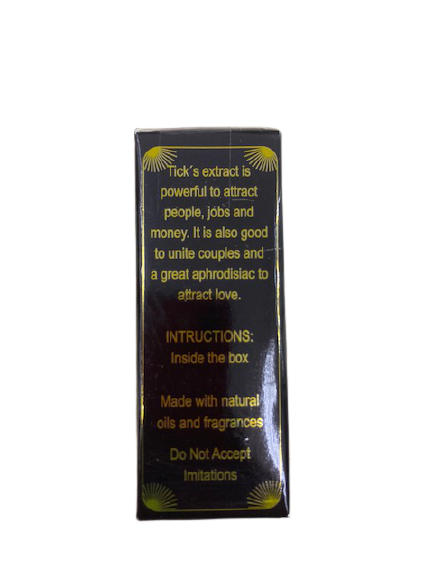 Tick´s extract is
powerful to attract
people, jobs and
money. It is also good
to unite couples and
a great aphrodisiac to
attract love.
INTRUCTIONS:
Inside the box
Made with natural
oils and fragrances
Do Not Accept
Imitations